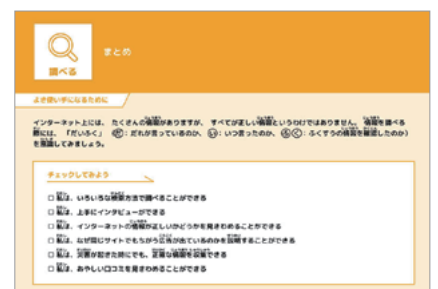 調べる
まとめ
よき使い手になるために
インターネット上には、たくさんの情報がありますが、すべてが正しい情報というわけではありません。情報を調べる
際には、「だいふく」(だ:だれが言っているのか、い:いつ言ったのか、ふく:ふくすうの情報を確認したのか)
を意識してみましょう。
チェックしてみよう
□私は、いろいろな検索方法で調べることができる
□私は、上手にインタビューができる
□私は、インターネットの情報が正しいかどうかを見きわめることができる
□私は、なぜ同じサイトでもちがう広告が出ているのかを説明することができる
□私は、災害が起きた時にでも、正確な情報を収集できる
□私は、あやしい口コミを見きわめることができる